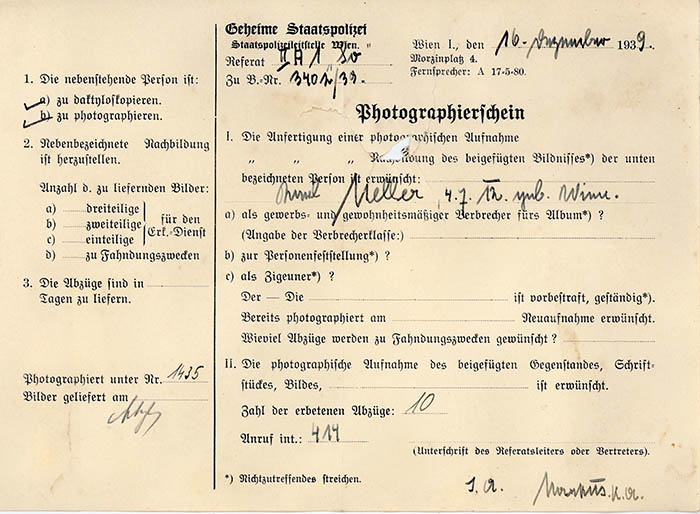 Geheime Staatspolizei
Staatspolizeileitstelle Wien. "
Referat II A 1 80
Zu B.-Nr. 3402/39.
Wien I., den 16. Dezember 1939.
Morzinplatz 4.
Fernsprecher: A 17-5-80.
1. Die nebenstehende Person ist:
a) zu daktyloskopieren.
b) zu photographieren.
2. Nebenbezeichnete Nachbildung
ist herzustellen.
Anzahl d. zu liefernden Bilder:
a) dreiteilige
b) zweiteilige
c) einteilige
für den
Erk.-Dienst
d) zu Fahndungszwecken
3. Die Abzüge sind in
Tagen zu liefern.
Photographiert unter Nr. 1435
Bilder geliefert am
Photographierschein
I. Die Anfertigung einer photographischen Aufnahme
" " " Nachbildung des beigefügten Bildnisses*) der unten
bezeichneten Person ist erwünscht:
Meller, 4.7.12. geb. Wien.
a) als gewerbs- und gewohnheitsmäßiger Verbrecher fürs Album*) ?
(Angabe der Verbrecherklasse:)
b) zur Personenfeststellung*) ?
c) als Zigeuner*) ?
Der — Die ist vorbestraft, geständig*).
Bereits photographiert am Neuaufnahme erwünscht.
Wieviel Abzüge werden zu Fahndungszwecken gewünscht ?
II. Die photographische Aufnahme des beigefügten Gegenstandes, Schrift-
stückes, Bildes, ist erwünscht.
Zahl der erbetenen Abzüge: 10
Anruf int.: 414
(Unterschrift des Referatsleiters oder Vertreters).
*) Nichtzutreffendes streichen.